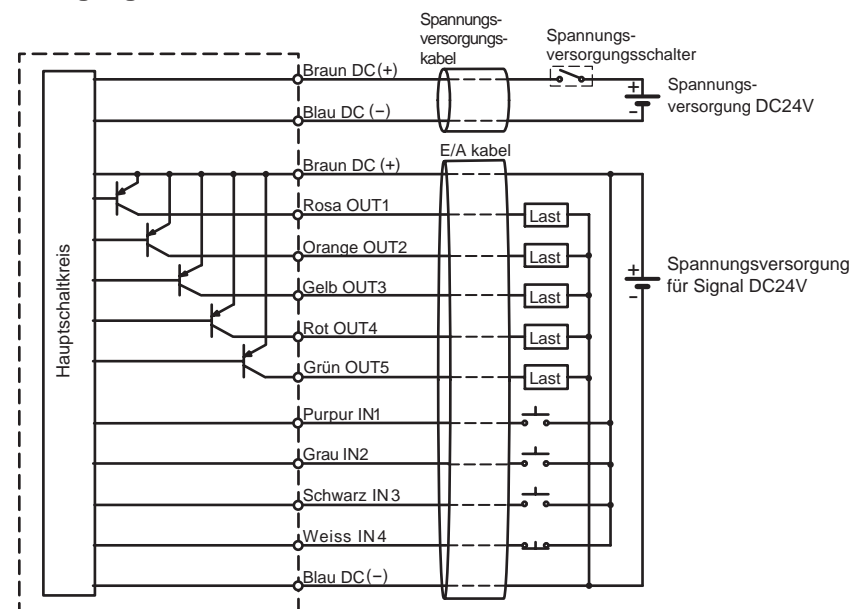 Spannungs-
versorgungs-
kabel
Spannungs-
versorgungsschalter
Braun DC(+)
+
Spannungs-
versorgung DC24V
−
Blau DC (−)
E/A kabel
Braun DC (+)
Rosa OUT1
Last
Orange OUT2
Last
Gelb OUT3
Last
Rot OUT4
Last
Grün OUT5
Last
+
Spannungsversorgung
für Signal DC24V
−
Hauptschaltkreis
Purpur IN1
Grau IN2
Schwarz IN3
Weiss IN4
Blau DC(−)